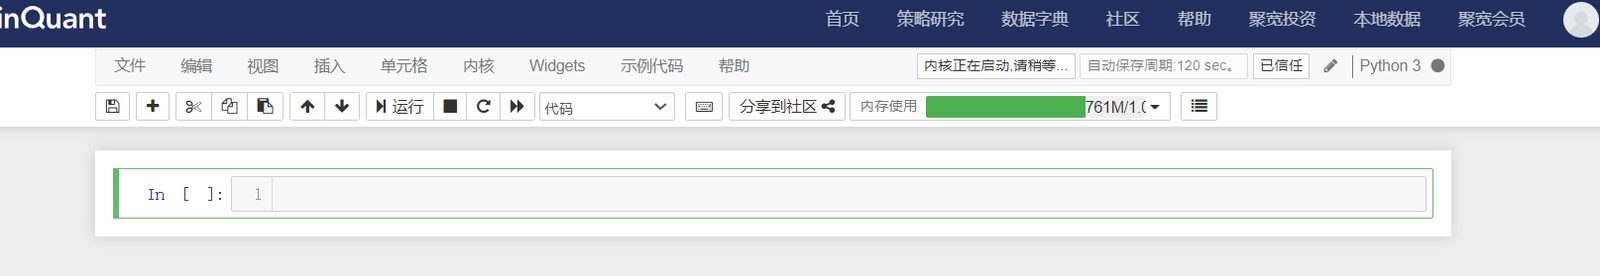 inQuant 首页 策略研究 数据字典 社区 帮助 聚宽投资 本地数据 聚宽会员
文件 编辑 视图 插入 单元格 内核 Widgets 示例代码 帮助 内核正在启动,请稍等... 自动保存周期:120 sec。 已信任 Python 3
运行 代码 分享到社区 内存使用 761M/1.0
In [ ]: 1